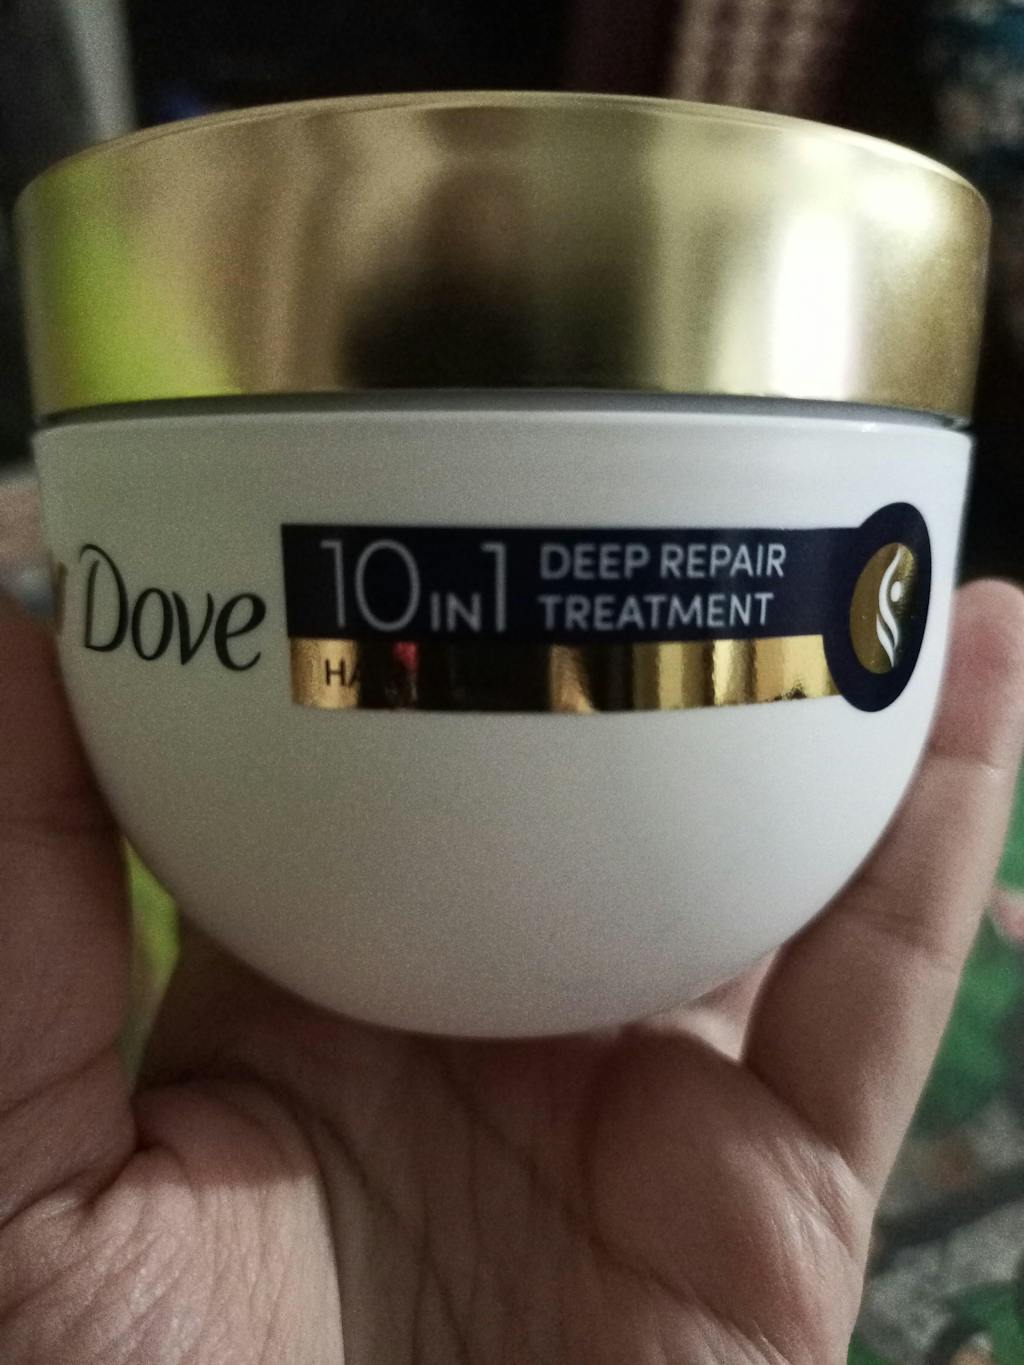 Dove
10 IN 1
DEEP REPAIR
TREATMENT